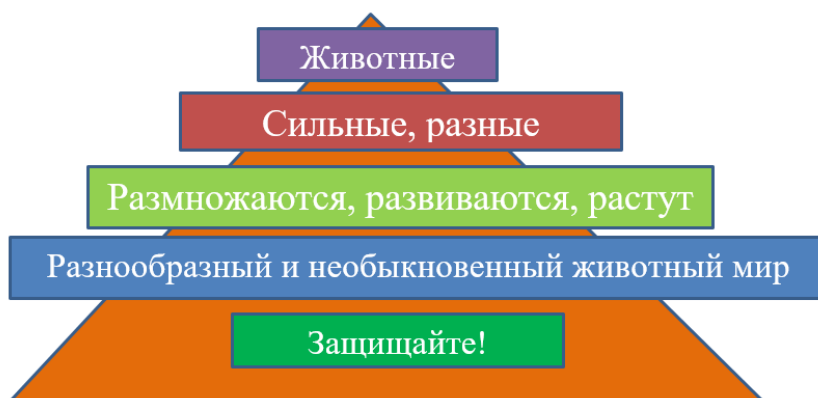 Животные
Сильные, разные
Размножаются, развиваются, растут
Разнообразный и необыкновенный животный мир
Защищайте!